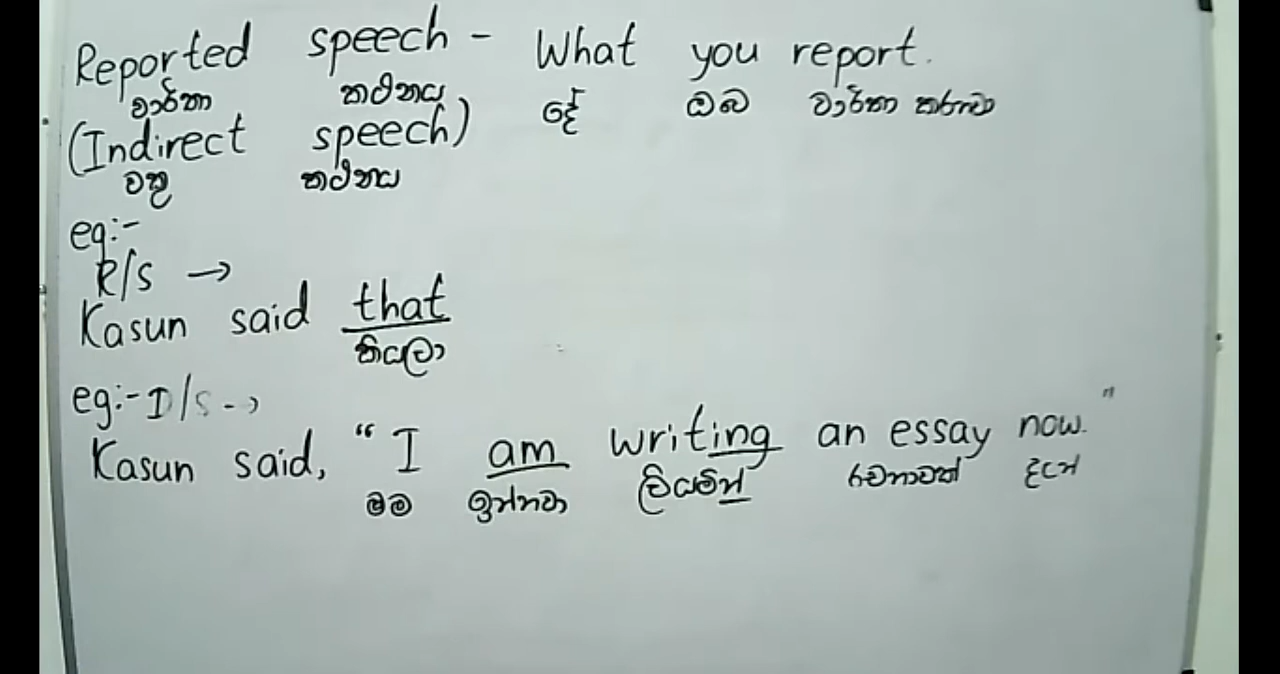 Reported speech - What you report.
වාර්තා කථනය දේ ඔබ වාර්තා කරනවා
(Indirect speech)
වක්‍ර කථනය
eg:-
R/S →
Kasun said that
කියලා
eg:- D/S →
Kasun said, “I am writing an essay now.”
මම ඉන්නවා ලියමින් රචනාවක් දැන්